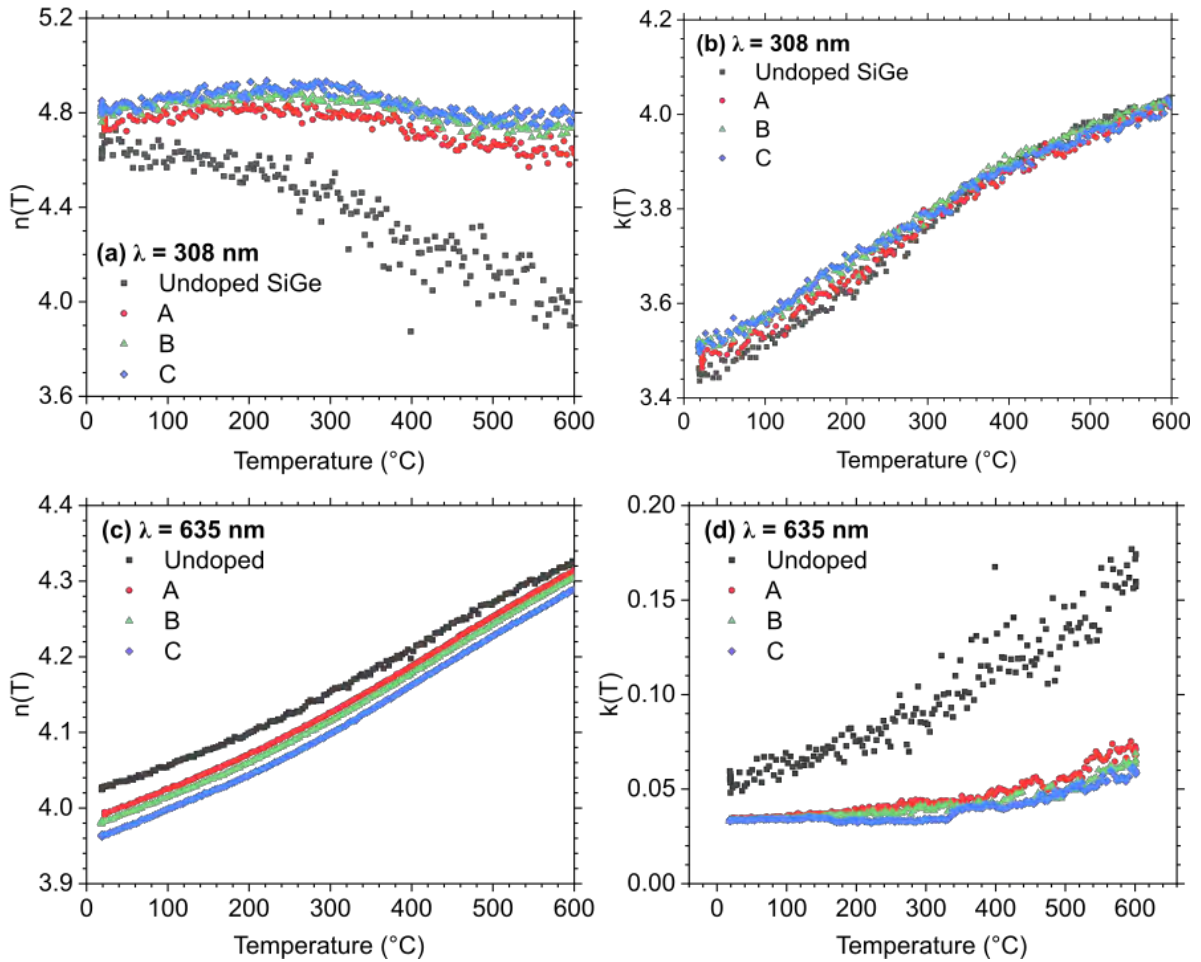 5.2
4.8
4.4
4.0
3.6
n(T)
(a) λ = 308 nm
Undoped SiGe
A
B
C
0 100 200 300 400 500 600
Temperature (°C)
4.2
4.0
3.8
3.6
3.4
k(T)
(b) λ = 308 nm
Undoped SiGe
A
B
C
0 100 200 300 400 500 600
Temperature (°C)
4.4
4.3
4.2
4.1
4.0
3.9
n(T)
(c) λ = 635 nm
Undoped
A
B
C
0 100 200 300 400 500 600
Temperature (°C)
0.20
0.15
0.10
0.05
0.00
k(T)
(d) λ = 635 nm
Undoped
A
B
C
0 100 200 300 400 500 600
Temperature (°C)